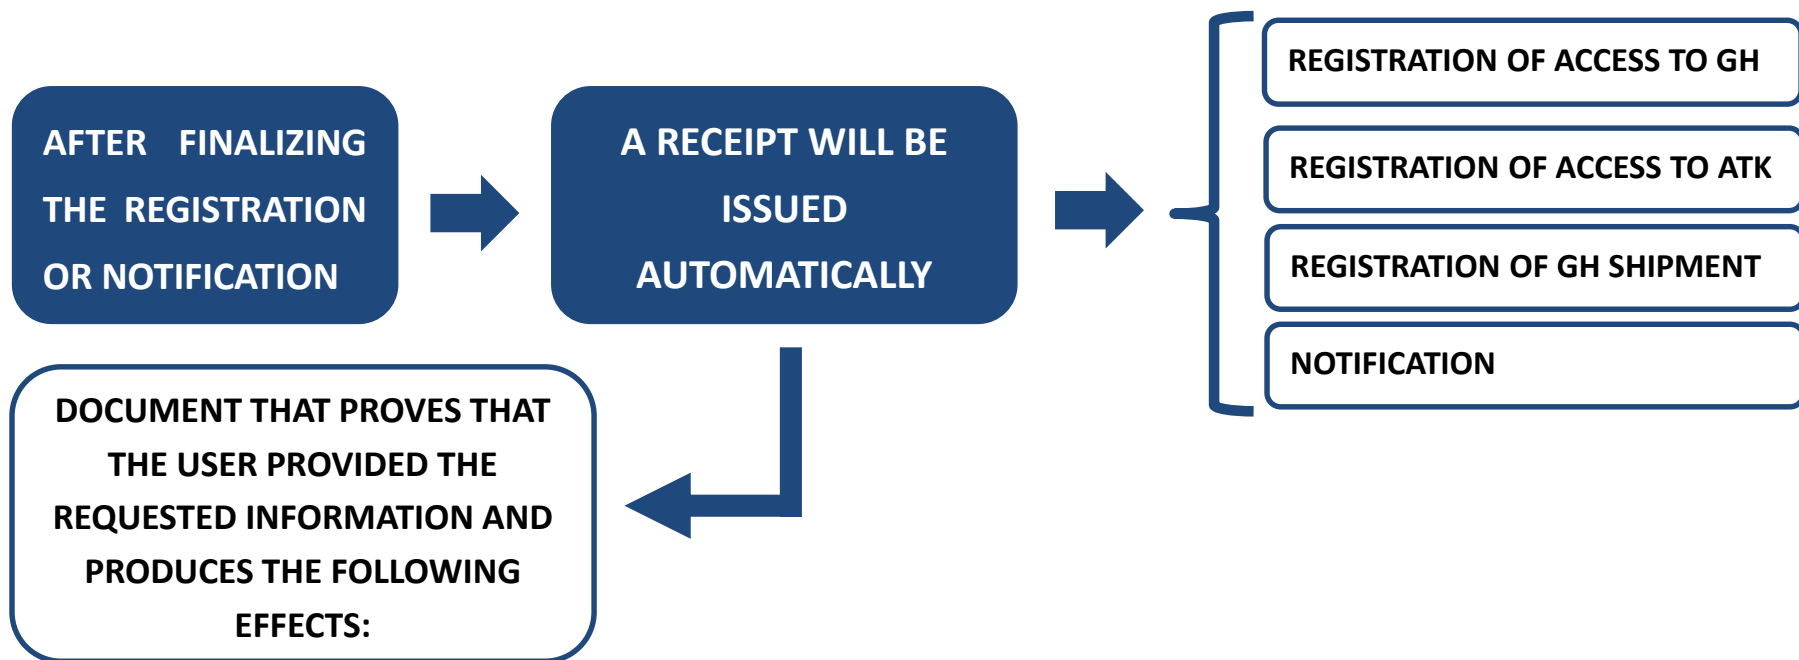 AFTER FINALIZING
THE REGISTRATION
OR NOTIFICATION
A RECEIPT WILL BE
ISSUED
AUTOMATICALLY
REGISTRATION OF ACCESS TO GH
REGISTRATION OF ACCESS TO ATK
REGISTRATION OF GH SHIPMENT
NOTIFICATION
DOCUMENT THAT PROVES THAT
THE USER PROVIDED THE
REQUESTED INFORMATION AND
PRODUCES THE FOLLOWING
EFFECTS: